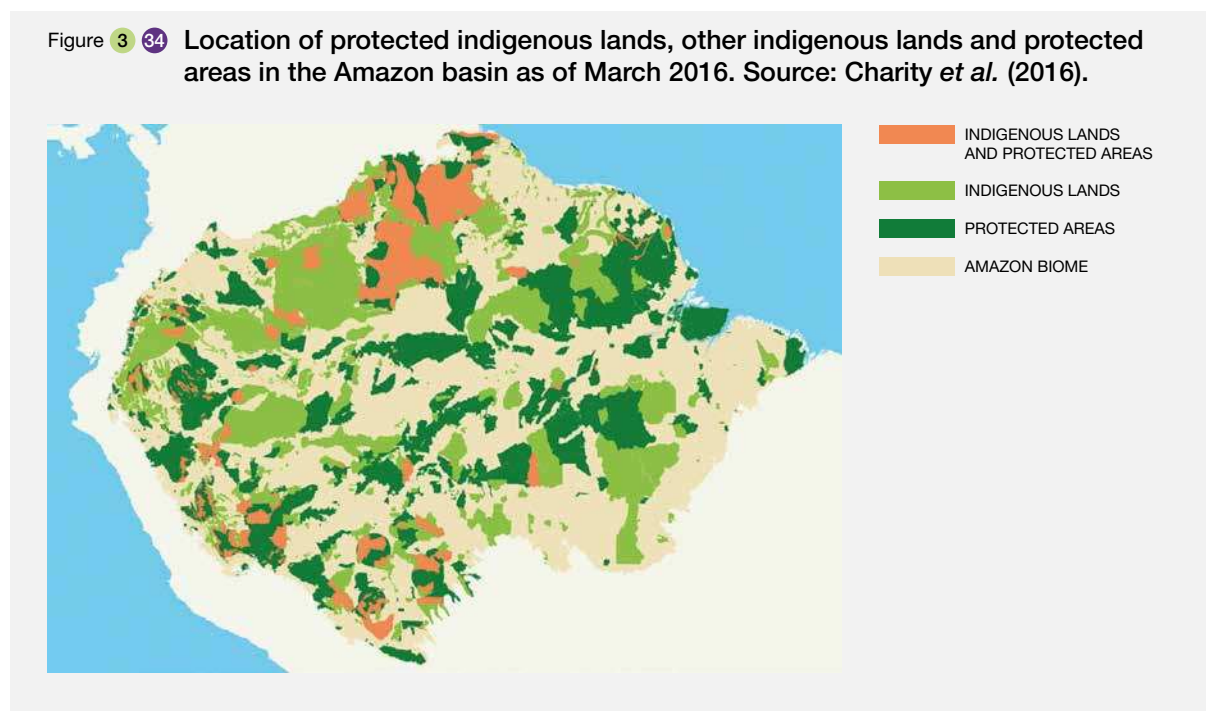 Figure 3 34 Location of protected indigenous lands, other indigenous lands and protected
areas in the Amazon basin as of March 2016. Source: Charity et al. (2016).
INDIGENOUS LANDS
AND PROTECTED AREAS
INDIGENOUS LANDS
PROTECTED AREAS
AMAZON BIOME